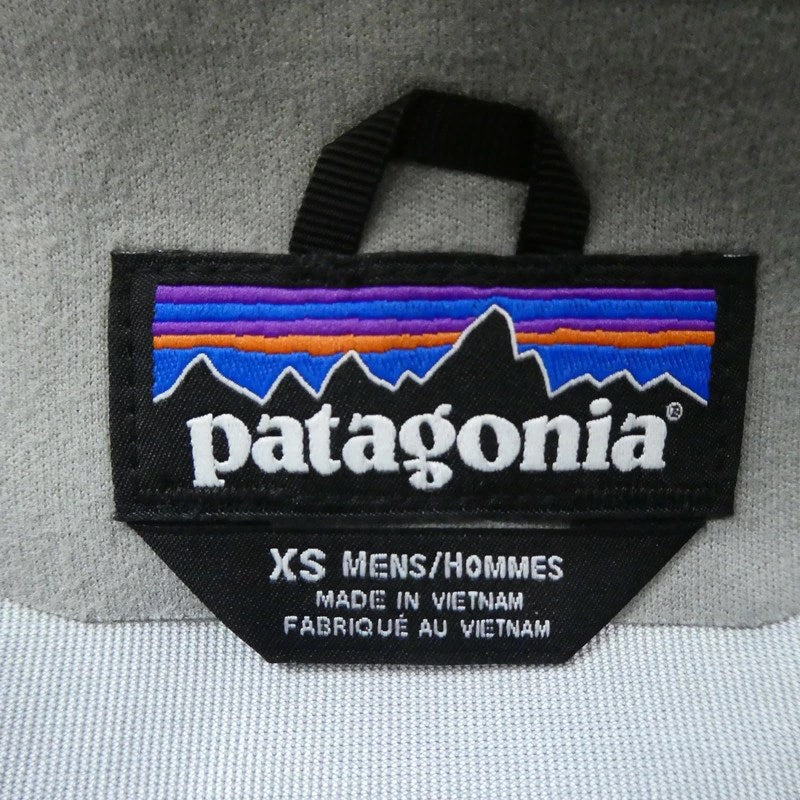 patagonia®
XS MENS/HOMMES
MADE IN VIETNAM
FABRIQUÉ AU VIETNAM